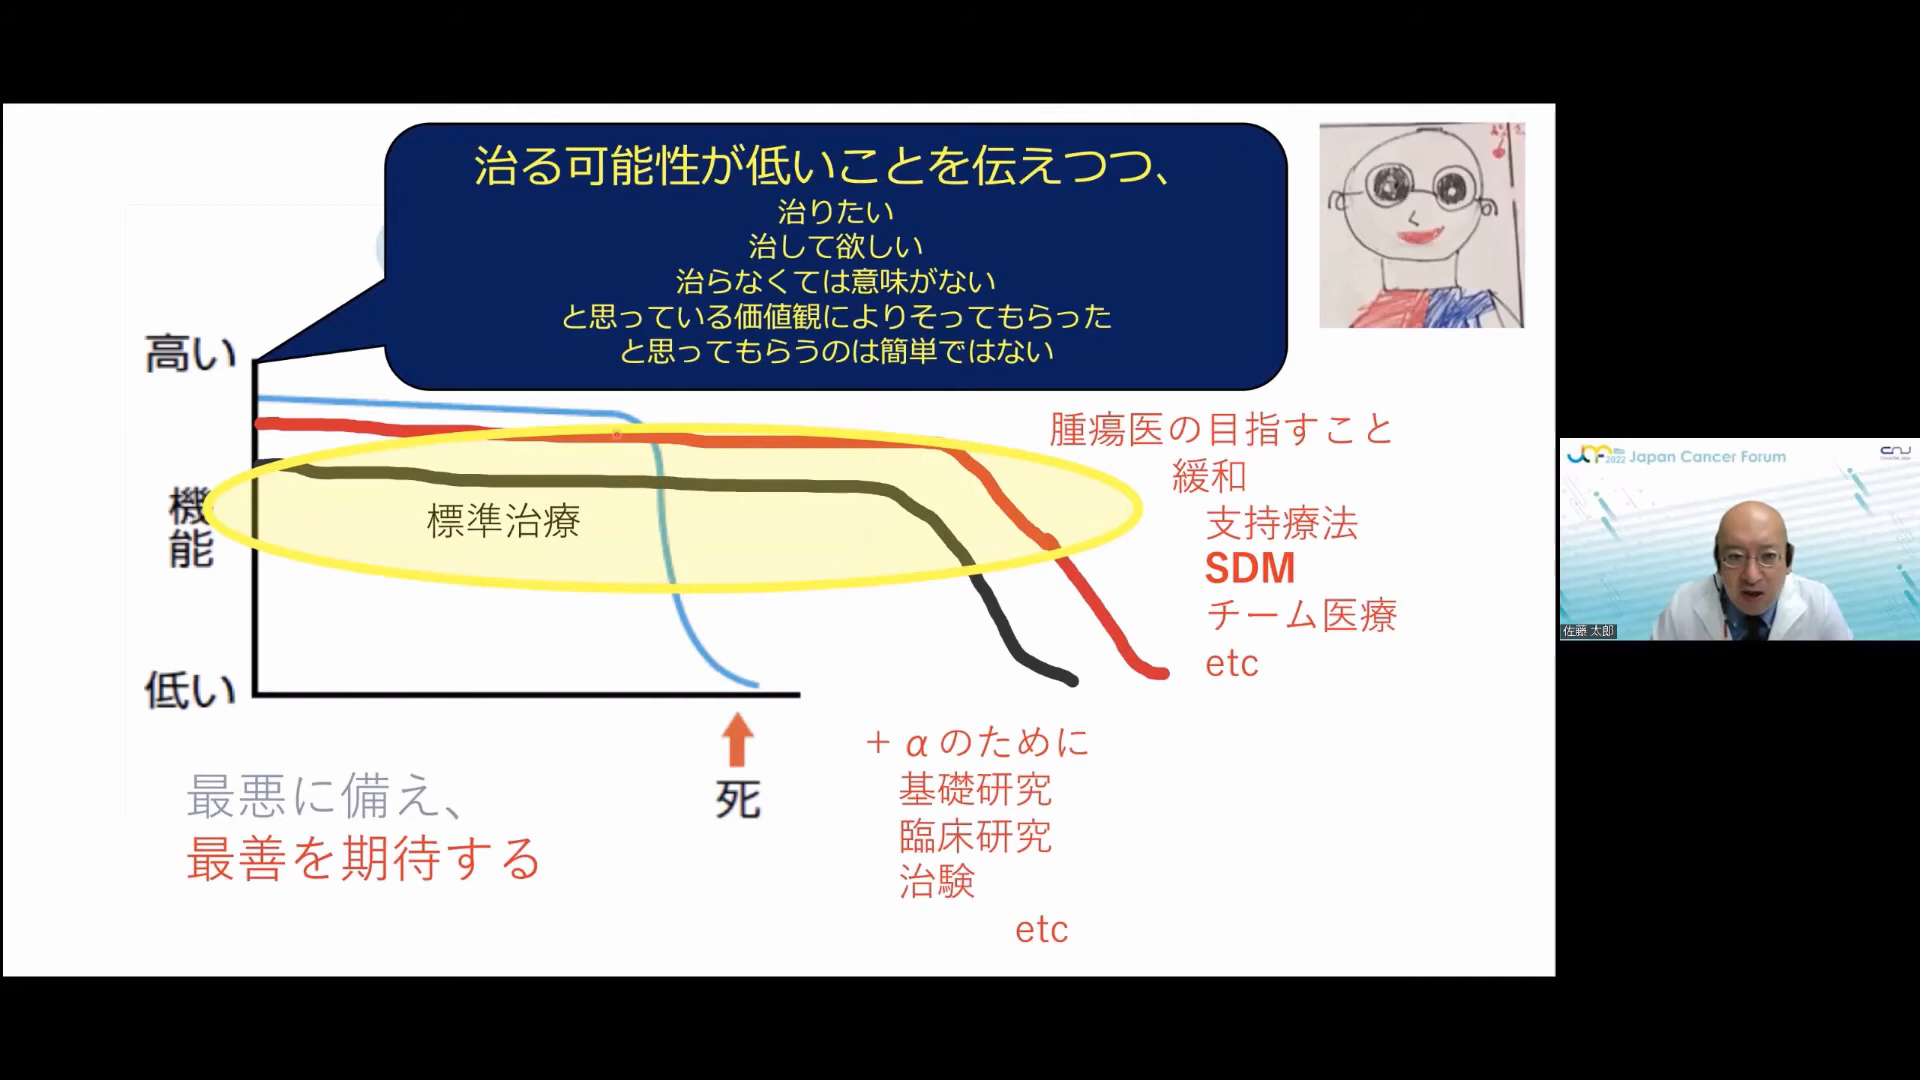 治る可能性が低いことを伝えつつ、
治りたい
治して欲しい
治らなくては意味がない
と思っている価値観によりそってもらった
と思ってもらうのは簡単ではない
高い
機能
低い
標準治療
死
腫瘍医の目指すこと
緩和
支持療法
SDM
チーム医療
etc
＋αのために
基礎研究
臨床研究
治験
etc
最悪に備え、
最善を期待する
2022 Japan Cancer Forum
佐藤 太郎